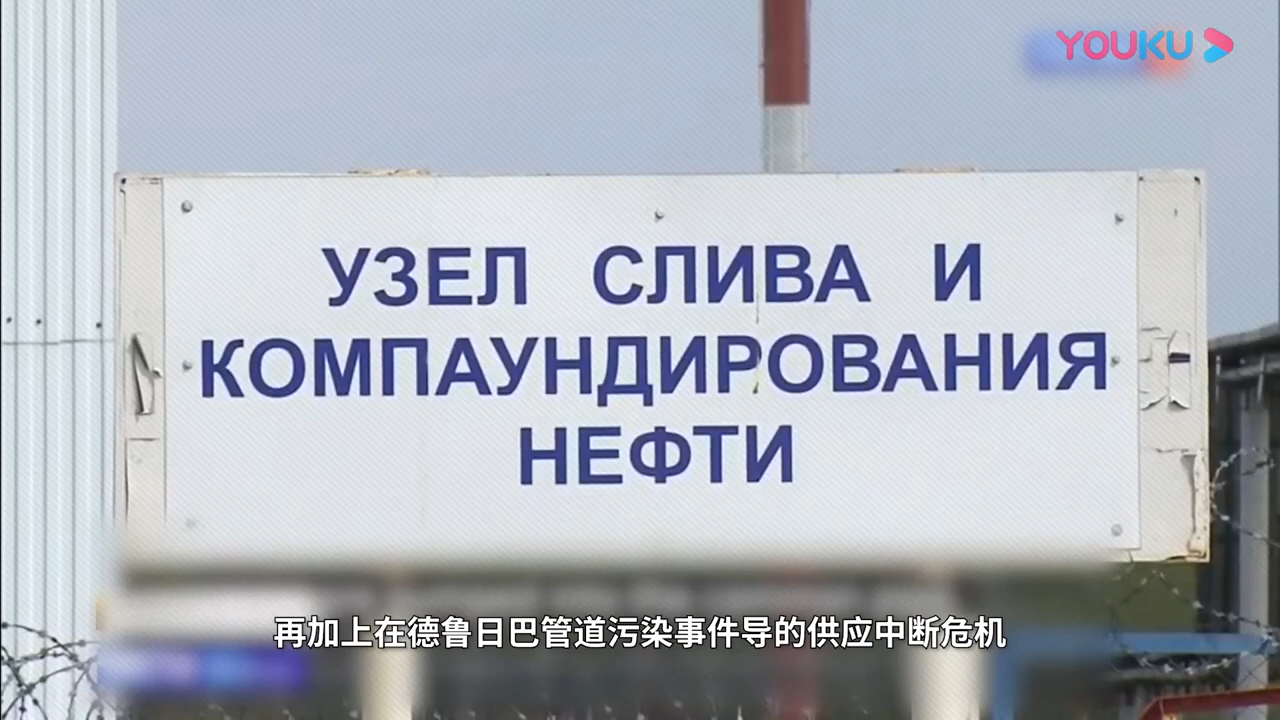 YOUKU
УЗЕЛ СЛИВА И
КОМПАУНДИРОВАНИЯ
НЕФТИ
再加上在德鲁日巴管道污染事件导的供应中断危机